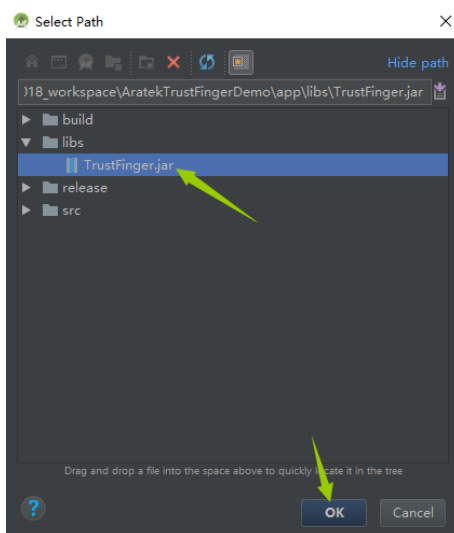 Select Path
Hide path
)18_workspace\AratekTrustFingerDemo\app\libs\TrustFinger.jar
build
libs
TrustFinger.jar
release
src
Drag and drop a file into the space above to quickly locate it in the tree
?
OK
Cancel